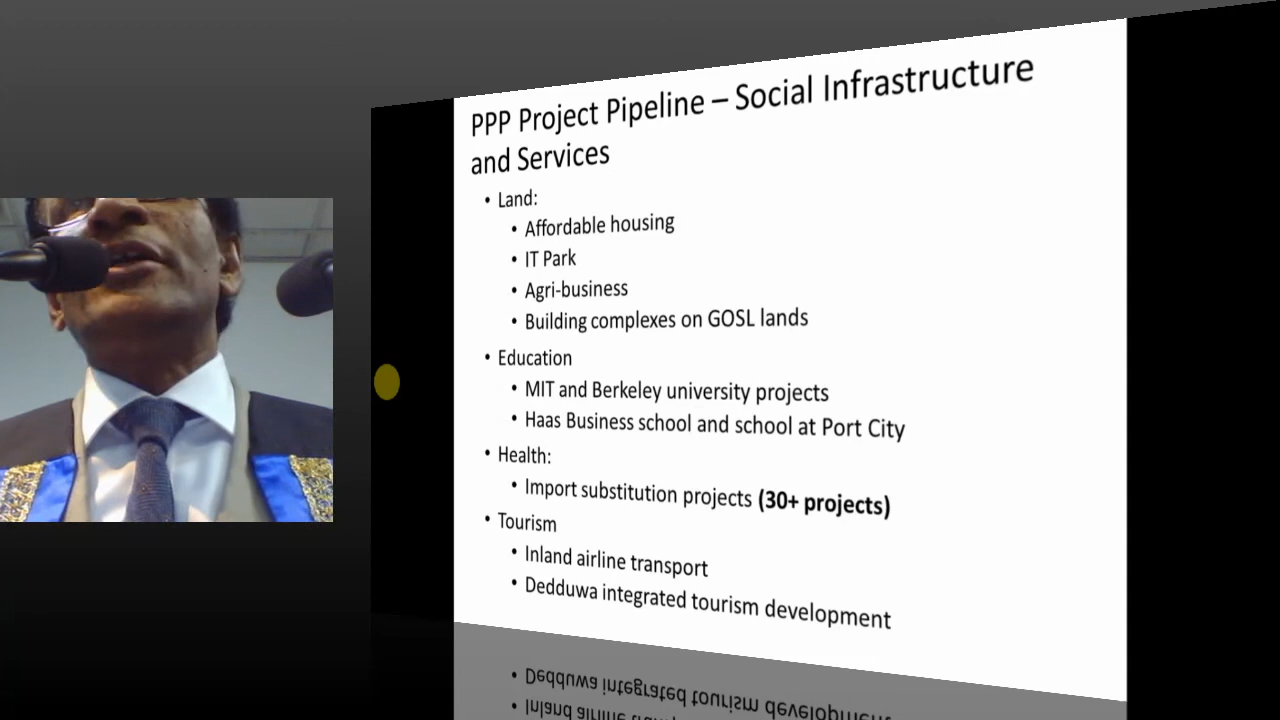 PPP Project Pipeline – Social Infrastructure
and Services
• Land:
• Affordable housing
• IT Park
• Agri-business
• Building complexes on GOSL lands
• Education
• MIT and Berkeley university projects
• Haas Business school and school at Port City
• Health:
• Import substitution projects (30+ projects)
• Tourism
• Inland airline transport
• Dedduwa integrated tourism development